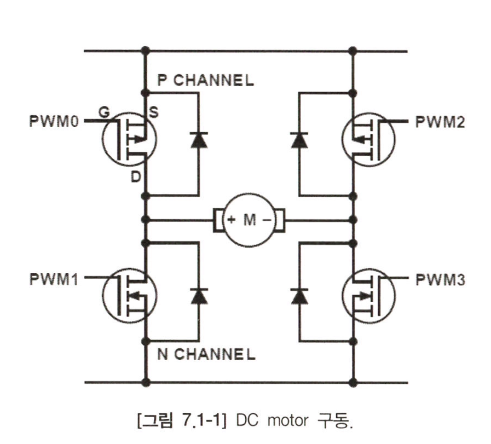 P CHANNEL
G S
PWM0 PWM2
D
+ M −
PWM1 PWM3
N CHANNEL
[그림 7.1-1] DC motor 구동.